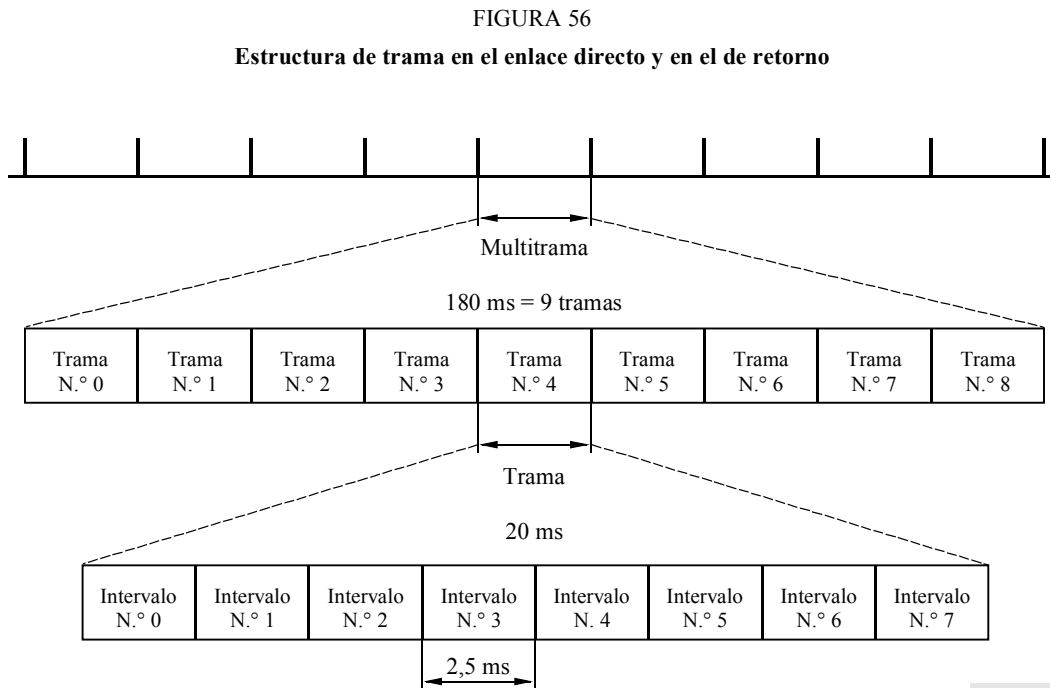 FIGURA 56
Estructura de trama en el enlace directo y en el de retorno
Multitrama
180 ms = 9 tramas
Trama N.° 0
Trama N.° 1
Trama N.° 2
Trama N.° 3
Trama N.° 4
Trama N.° 5
Trama N.° 6
Trama N.° 7
Trama N.° 8
Trama
20 ms
Intervalo N.° 0
Intervalo N.° 1
Intervalo N.° 2
Intervalo N.° 3
Intervalo N. 4
Intervalo N.° 5
Intervalo N.° 6
Intervalo N.° 7
2,5 ms